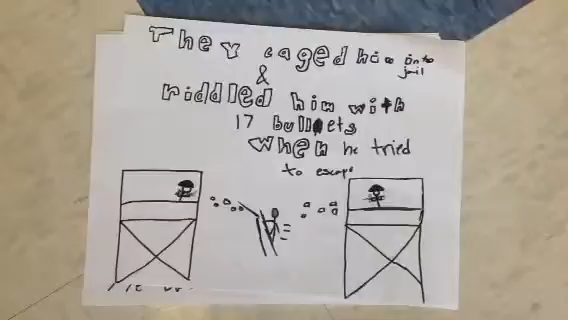 They caged him into
jail
&
riddled him with
17 bullets
When he tried
to escape